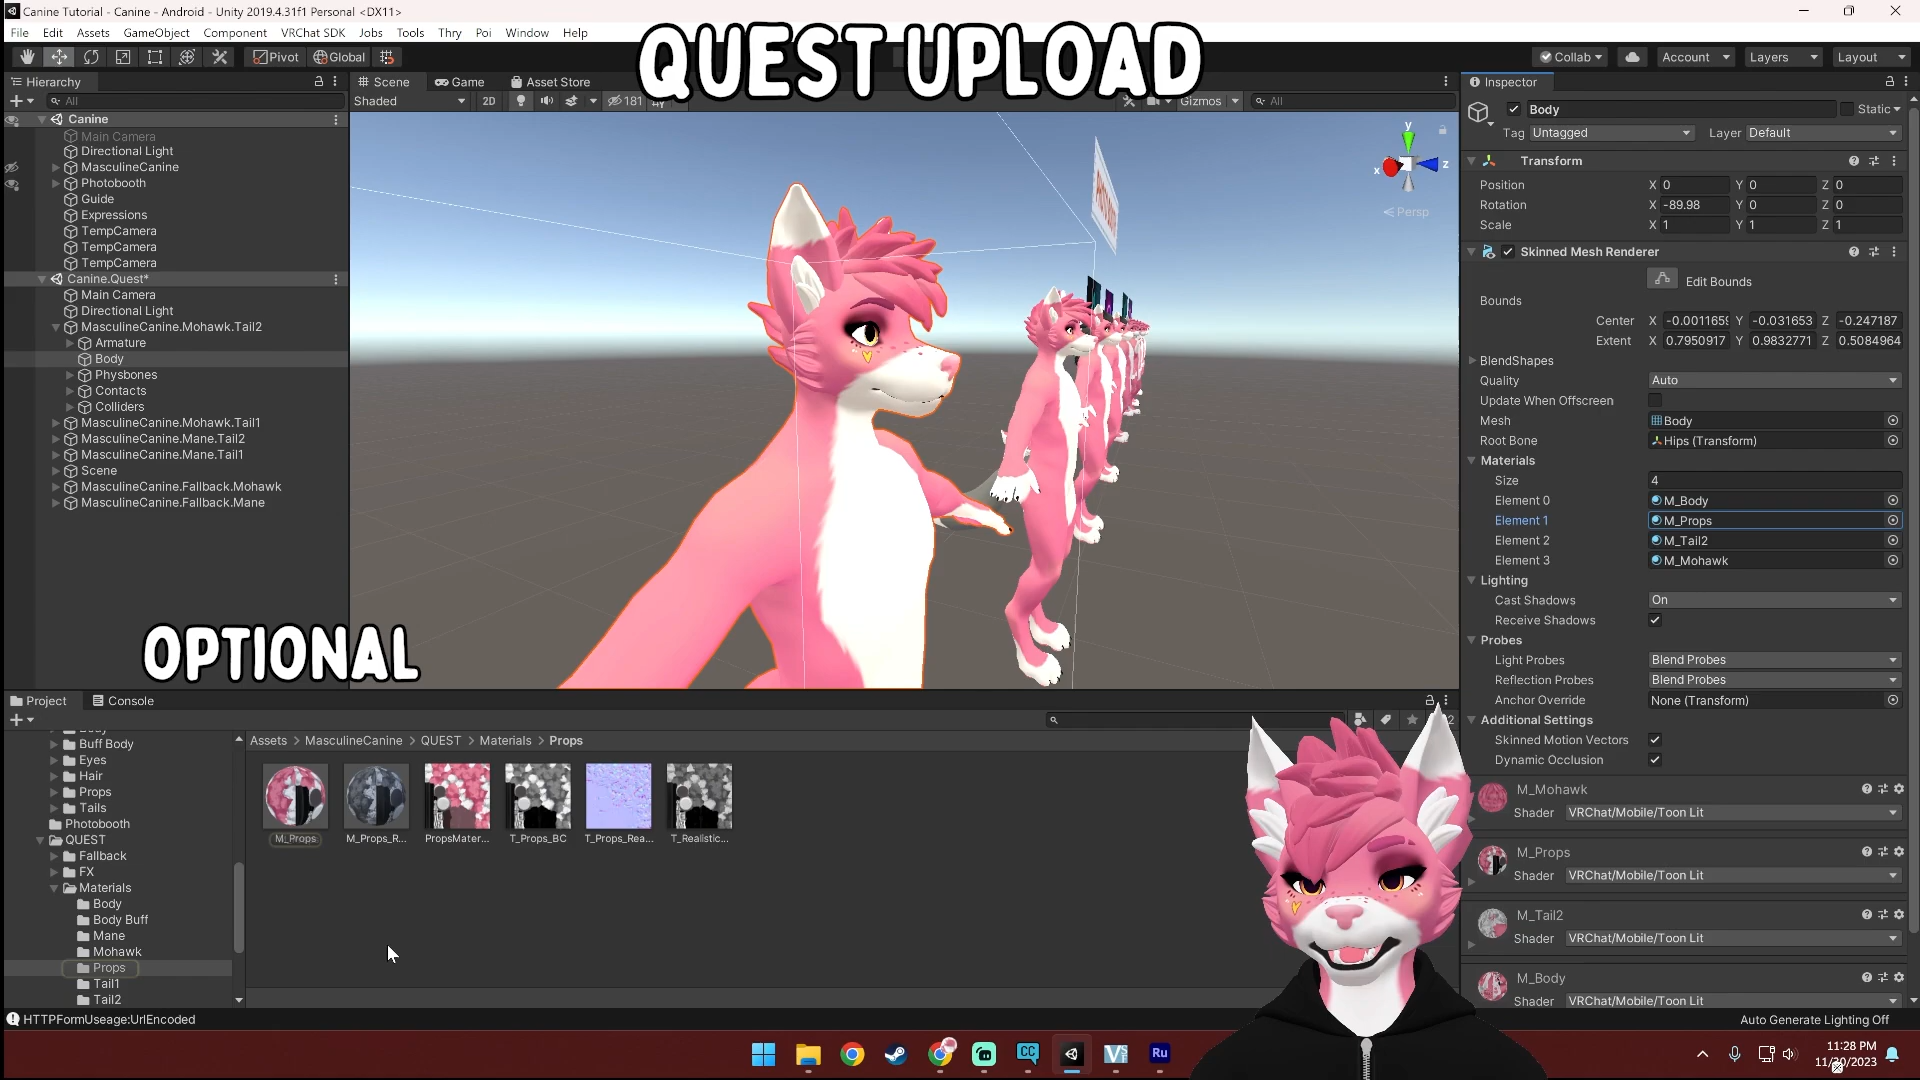 Canine Tutorial - Canine - Android - Unity 2019.4.31f1 Personal <DX11>
File Edit Assets GameObject Component VRChat SDK Jobs Tools Thry Poi Window Help
QUEST UPLOAD
Pivot Global
Collab Account Layers Layout
Hierarchy
Scene Game Asset Store
Inspector
All
Shaded 2D 181 Gizmos All
Canine
Main Camera
Directional Light
MasculineCanine
Photobooth
Guide
Expressions
TempCamera
TempCamera
TempCamera
Canine.Quest*
Main Camera
Directional Light
MasculineCanine.Mohawk.Tail2
Armature
Body
Physbones
Contacts
Colliders
MasculineCanine.Mohawk.Tail1
MasculineCanine.Mane.Tail2
MasculineCanine.Mane.Tail1
Scene
MasculineCanine.Fallback.Mohawk
MasculineCanine.Fallback.Mane
OPTIONAL
y
x z
Persp
Body Static
Tag Untagged Layer Default
Transform
Position X 0 Y 0 Z 0
Rotation X -89.98 Y 0 Z 0
Scale X 1 Y 1 Z 1
Skinned Mesh Renderer
Edit Bounds
Bounds
Center X -0.0011659 Y -0.031653 Z -0.247187
Extent X 0.7950917 Y 0.9832771 Z 0.5084964
BlendShapes
Quality Auto
Update When Offscreen
Mesh Body
Root Bone Hips (Transform)
Materials
Size 4
Element 0 M_Body
Element 1 M_Props
Element 2 M_Tail2
Element 3 M_Mohawk
Lighting
Cast Shadows On
Receive Shadows
Probes
Light Probes Blend Probes
Reflection Probes Blend Probes
Anchor Override None (Transform)
Additional Settings
Skinned Motion Vectors
Dynamic Occlusion
M_Mohawk
Shader VRChat/Mobile/Toon Lit
M_Props
Shader VRChat/Mobile/Toon Lit
M_Tail2
Shader VRChat/Mobile/Toon Lit
M_Body
Shader VRChat/Mobile/Toon Lit
Project Console
Buff Body
Eyes
Hair
Props
Tails
Photobooth
QUEST
Fallback
FX
Materials
Body
Body Buff
Mane
Mohawk
Props
Tail1
Tail2
Assets > MasculineCanine > QUEST > Materials > Props
M_Props M_Props_R... PropsMater... T_Props_BC T_Props_Rea... T_Realistic...
HTTPFormUseage:UrlEncoded
Auto Generate Lighting Off
CC Ru
11:28 PM